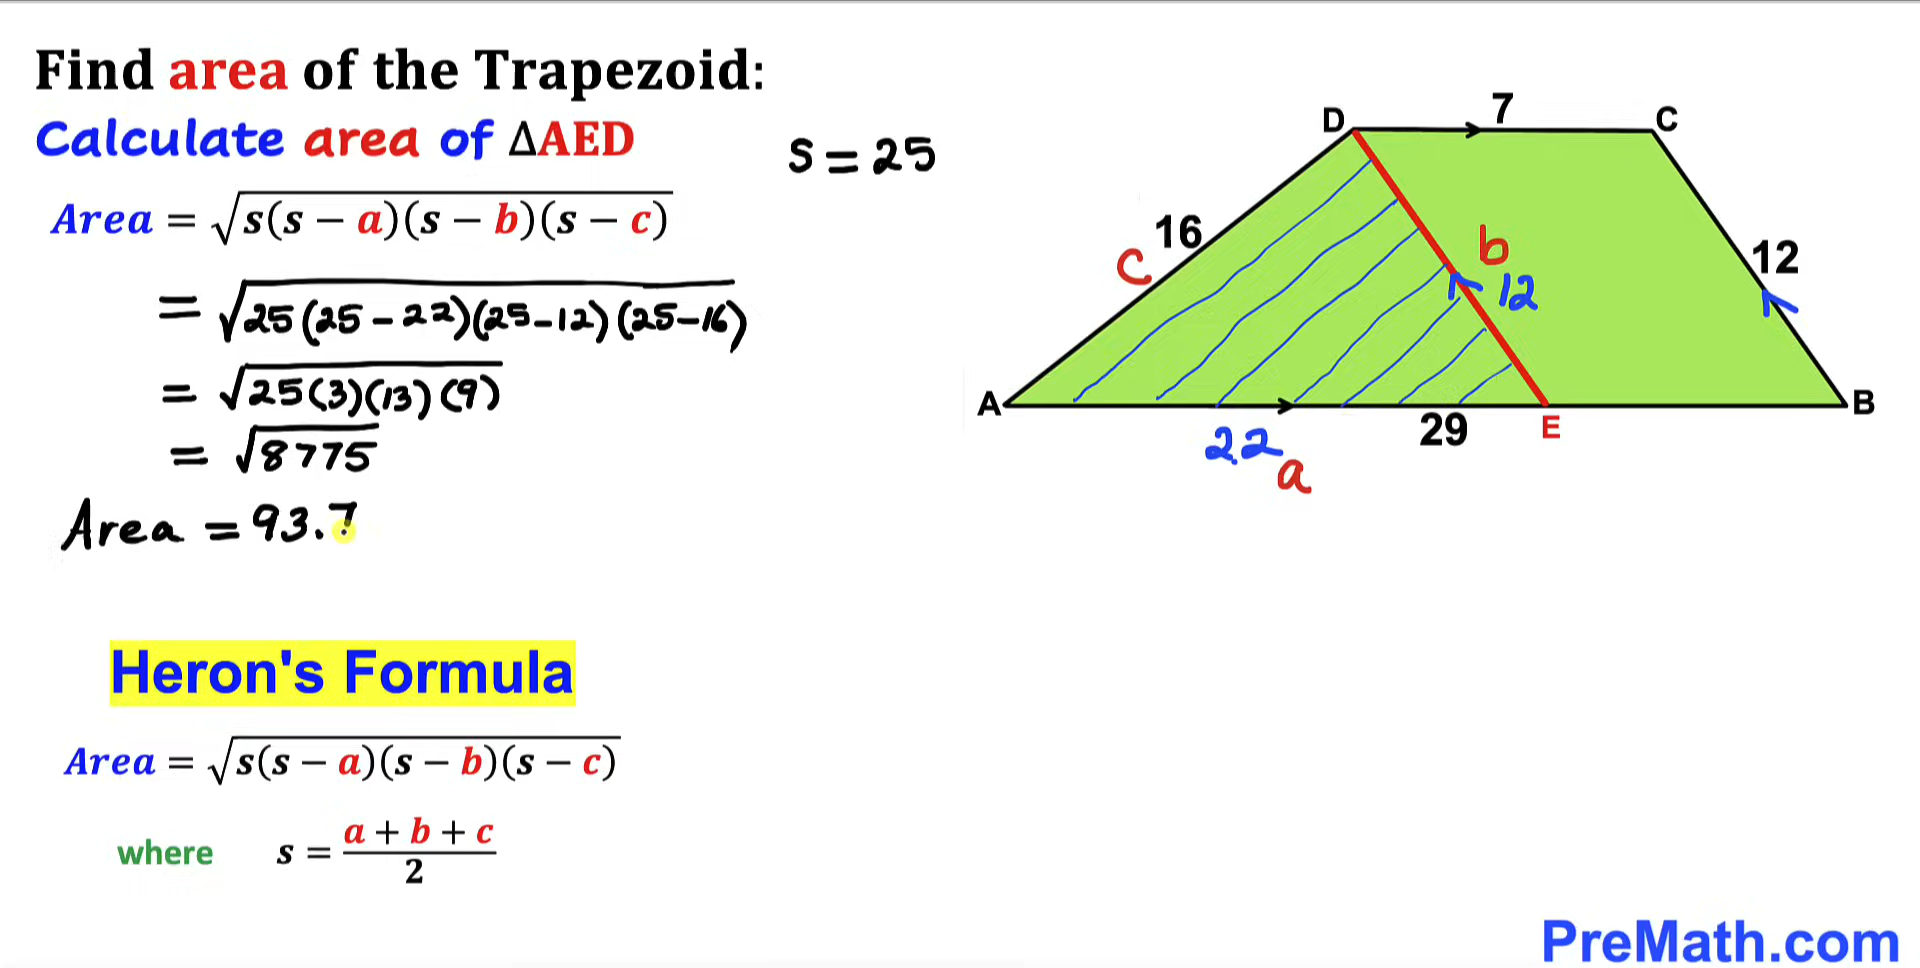 Find area of the Trapezoid:
Calculate area of ΔAED
s = 25
Area = √s(s − a)(s − b)(s − c)
= √25(25-22)(25-12)(25-16)
= √25(3)(13)(9)
= √8775
Area = 93.7
Heron's Formula
Area = √s(s − a)(s − b)(s − c)
where s = a + b + c
2
D 7 C
c 16 b 12 12
A B
29 E
22 a
PreMath.com